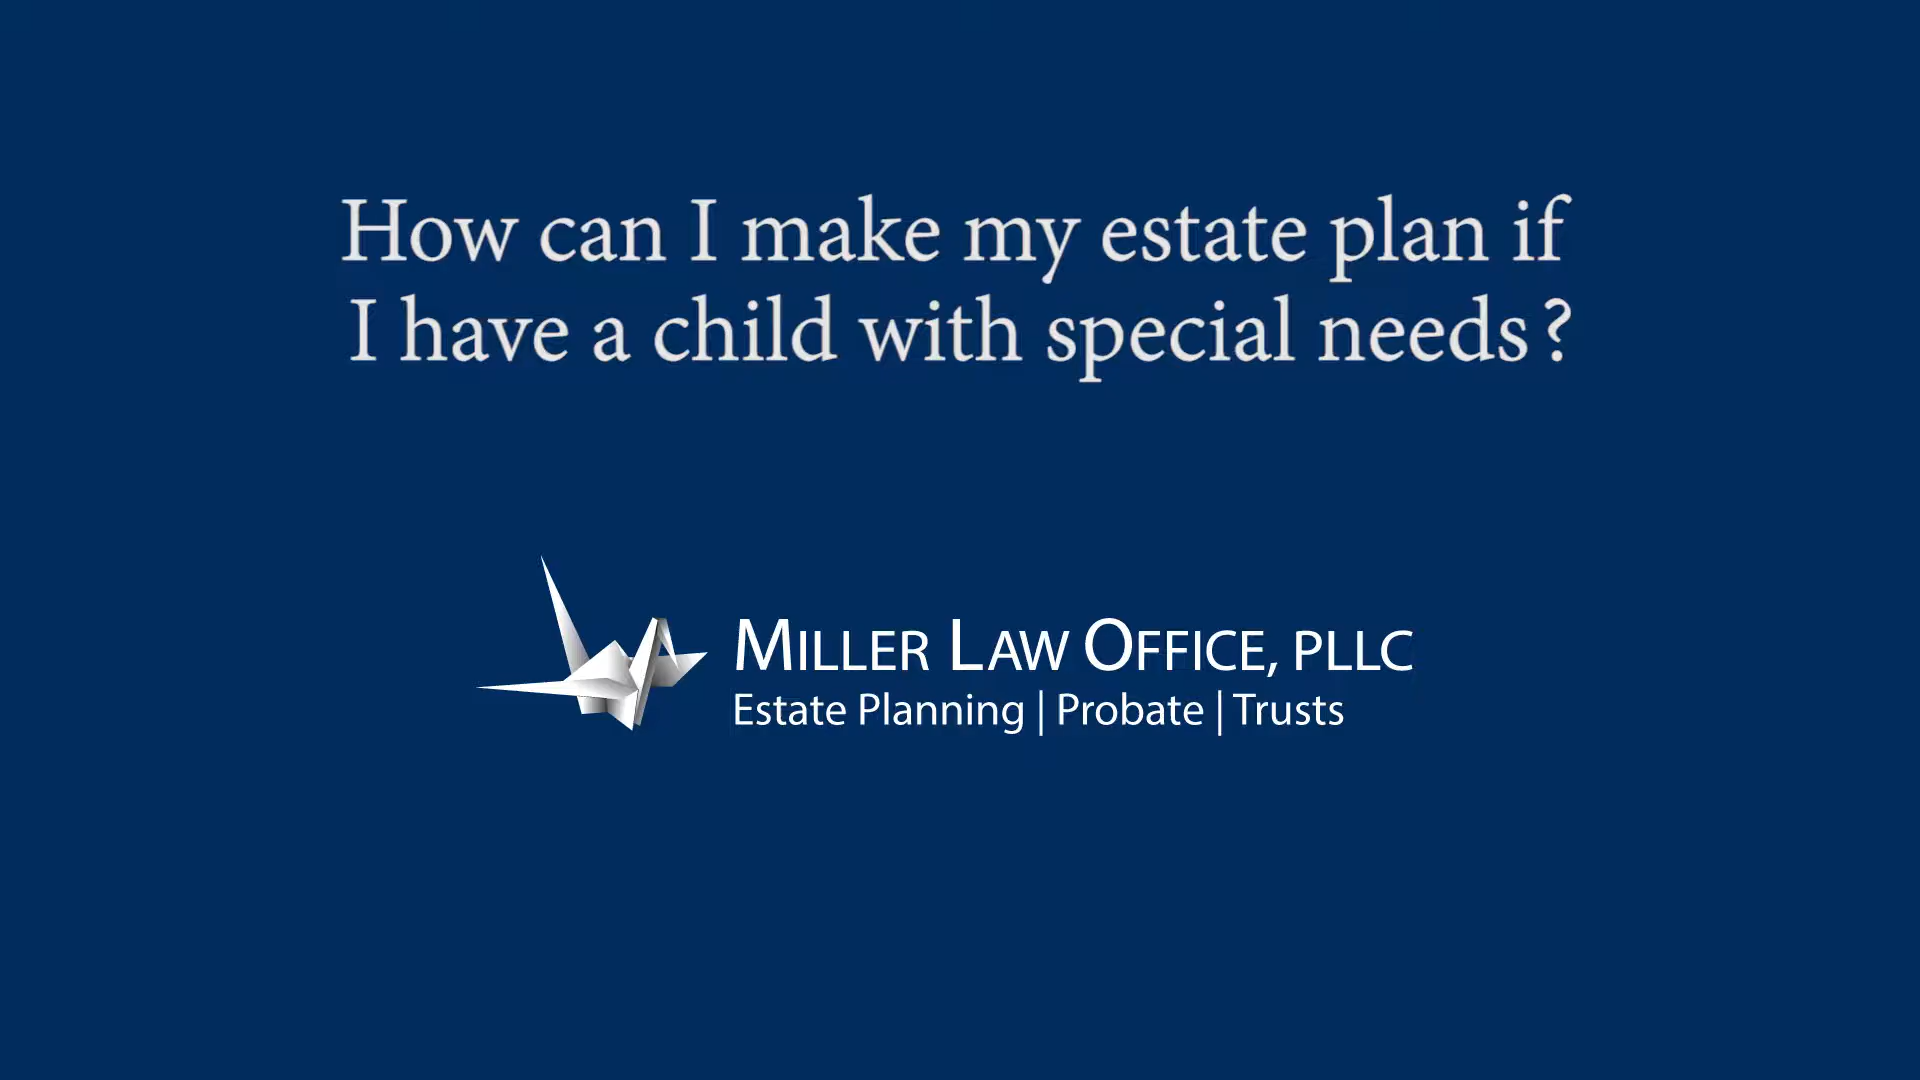 How can I make my estate plan if
I have a child with special needs?
MILLER LAW OFFICE, PLLC
Estate Planning | Probate | Trusts